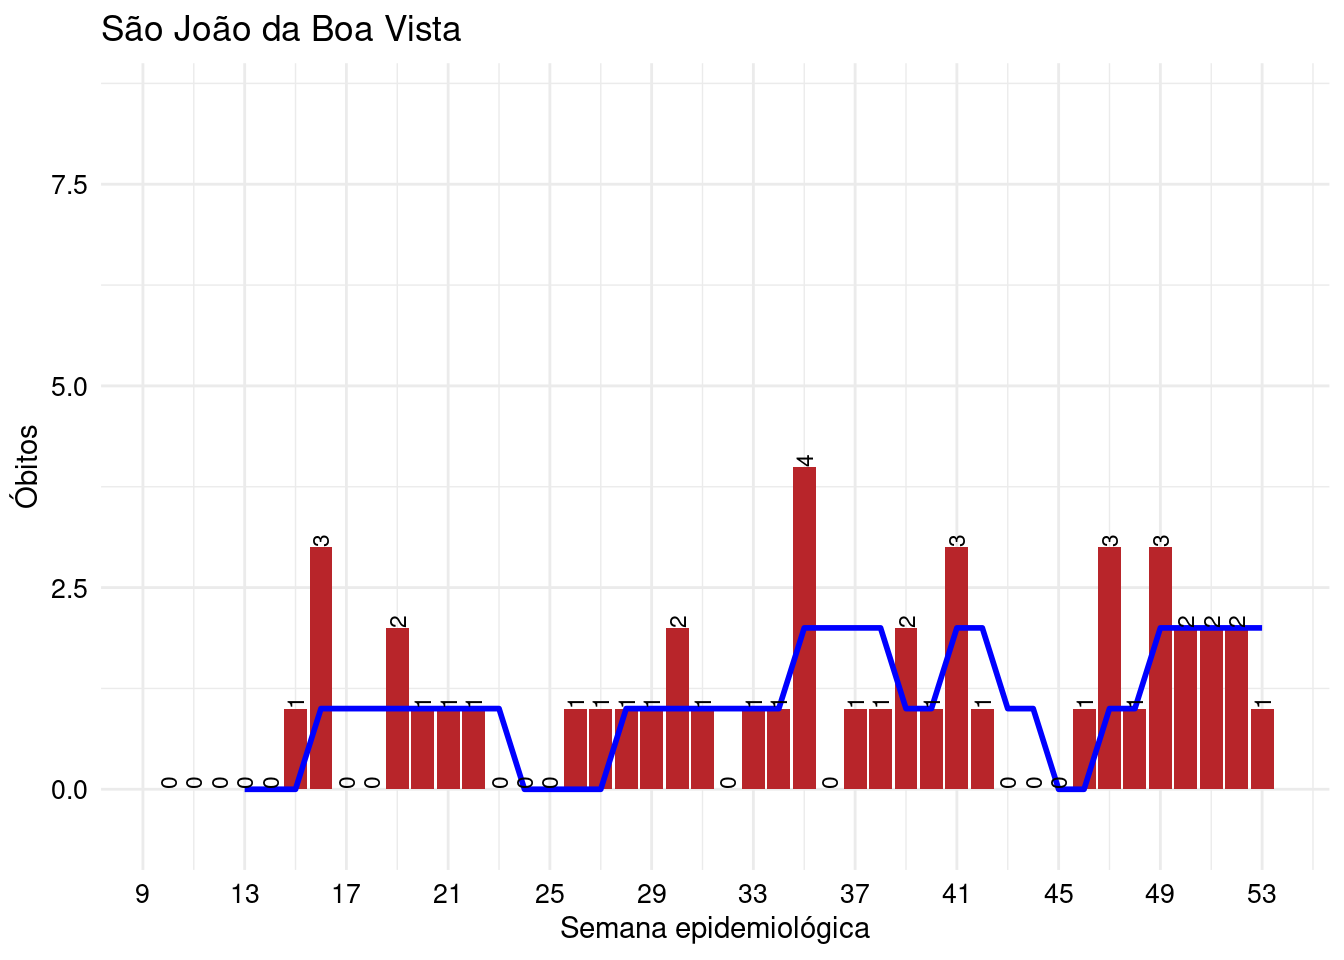 São João da Boa Vista
7.5
5.0
2.5
0.0
Óbitos
0 0 0 0 0 1 3 0 0 2 1 1 1 0 0 0 1 1 1 1 2 1 0 1 1 4 0 1 1 2 1 3 1 0 0 0 1 3 1 3 2 2 2 1
9 13 17 21 25 29 33 37 41 45 49 53
Semana epidemiológica